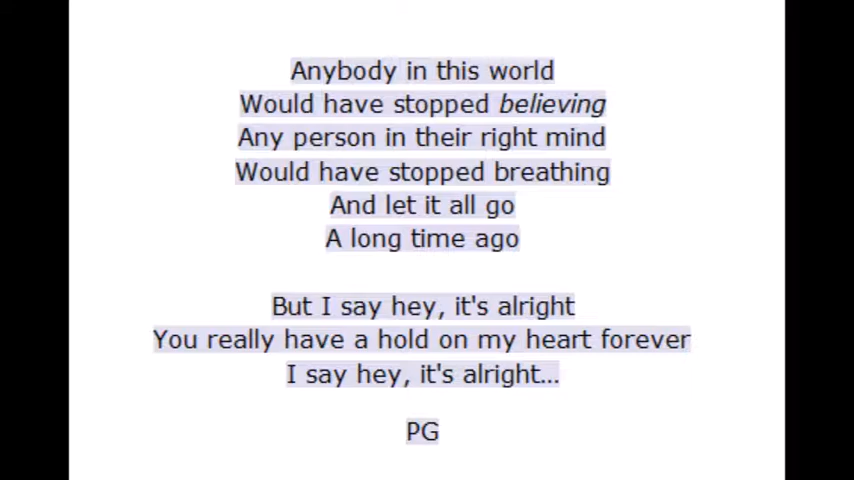 Anybody in this world
Would have stopped believing
Any person in their right mind
Would have stopped breathing
And let it all go
A long time ago
But I say hey, it's alright
You really have a hold on my heart forever
I say hey, it's alright...
PG